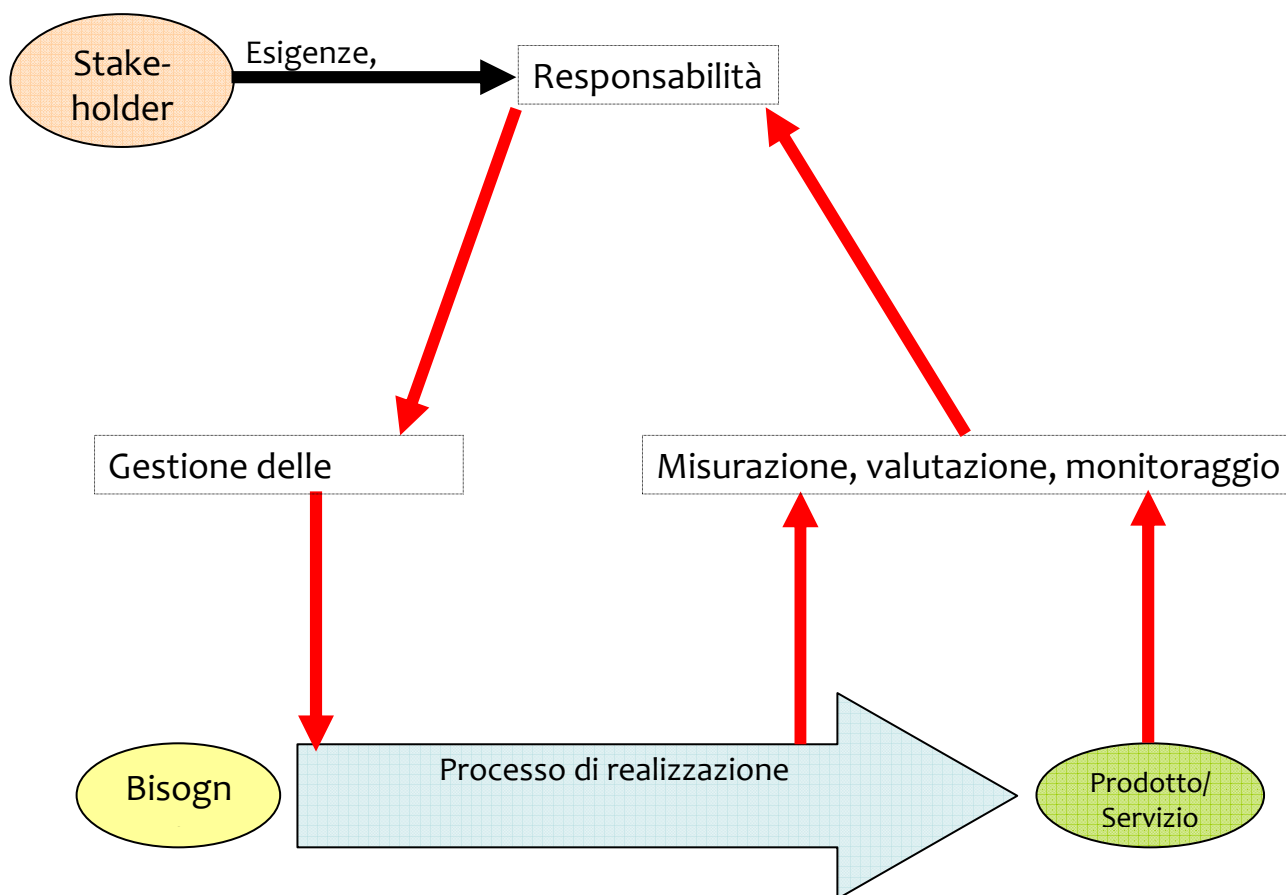 Stake-
holder
Esigenze,
Responsabilità
Gestione delle
Misurazione, valutazione, monitoraggio
Bisogn
Processo di realizzazione
Prodotto/
Servizio